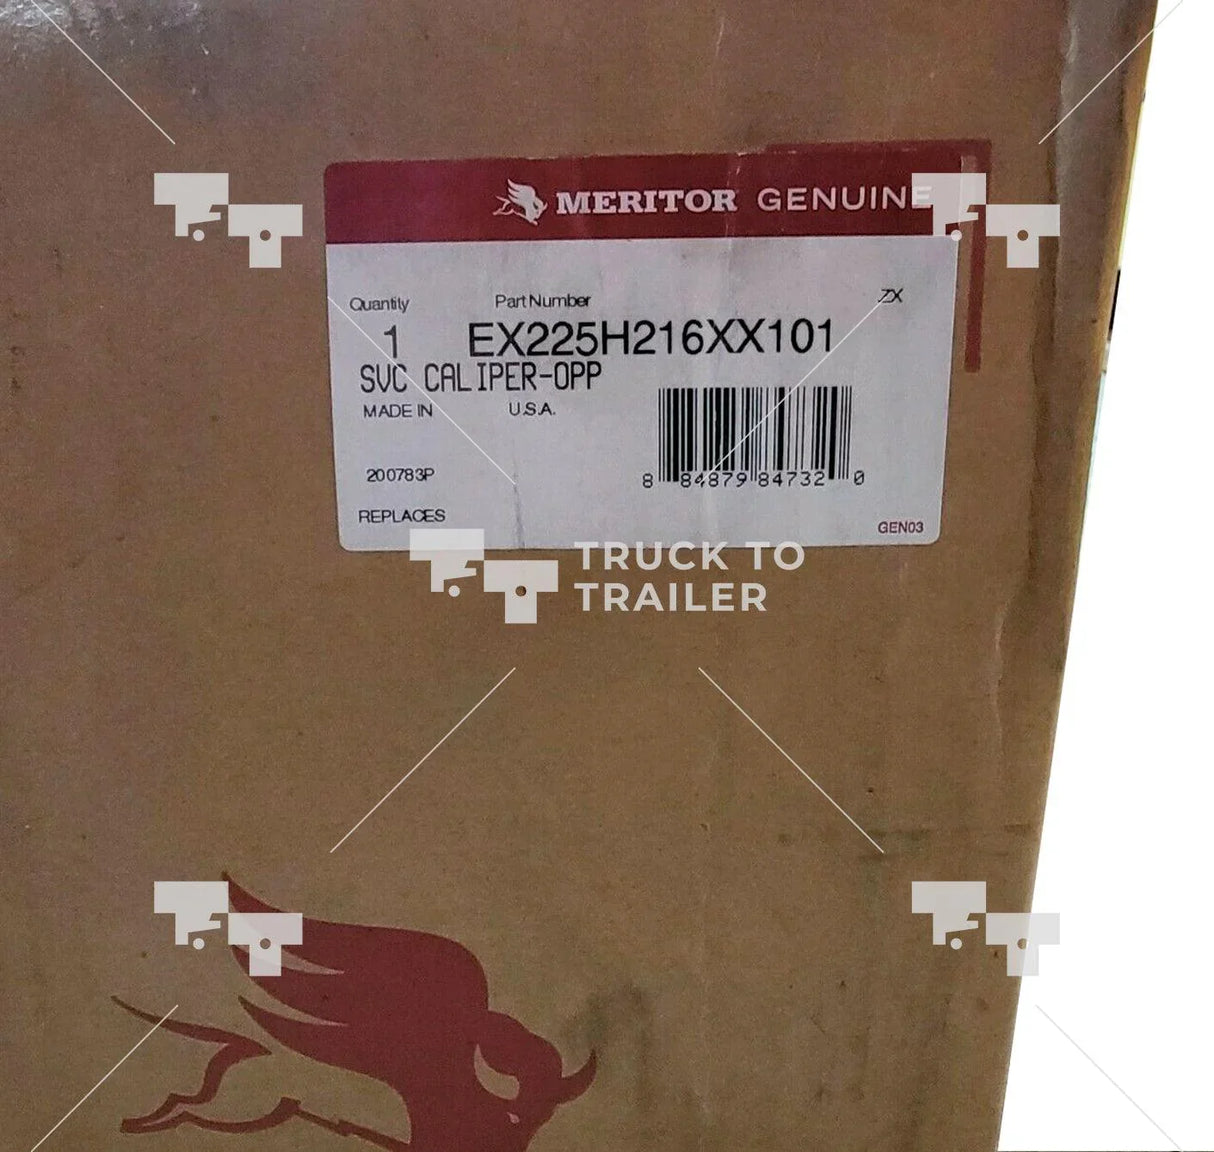 MERITOR GENUINE
Quantity Part Number ZX
1 EX225H216XX101
SVC CALIPER-OPP
MADE IN U.S.A.
8 84879 84732 0
200783P
REPLACES
GEN03
TRUCK TO
TRAILER